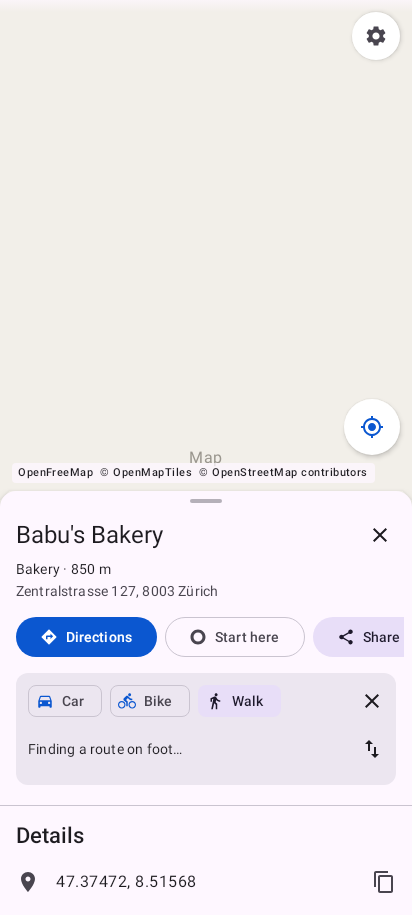 Map
OpenFreeMap © OpenMapTiles © OpenStreetMap contributors
Babu's Bakery
Bakery · 850 m
Zentralstrasse 127, 8003 Zürich
Directions
Start here
Share
Car
Bike
Walk
Finding a route on foot…
Details
47.37472, 8.51568